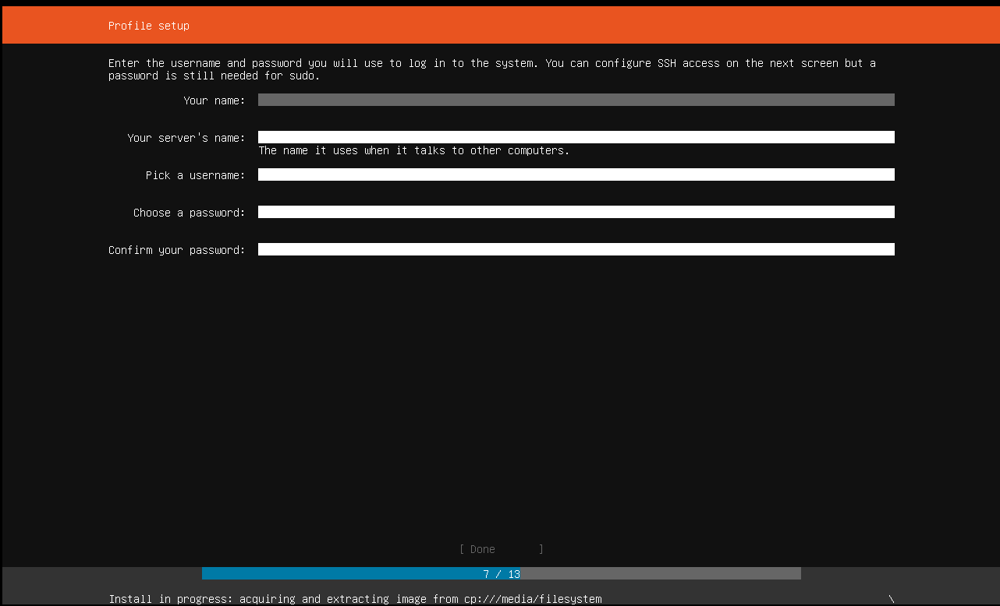 Profile setup
Enter the username and password you will use to log in to the system. You can configure SSH access on the next screen but a
password is still needed for sudo.
Your name:
Your server's name:
The name it uses when it talks to other computers.
Pick a username:
Choose a password:
Confirm your password:
[ Done ]
7 / 13
Install in progress: acquiring and extracting image from cp:///media/filesystem \